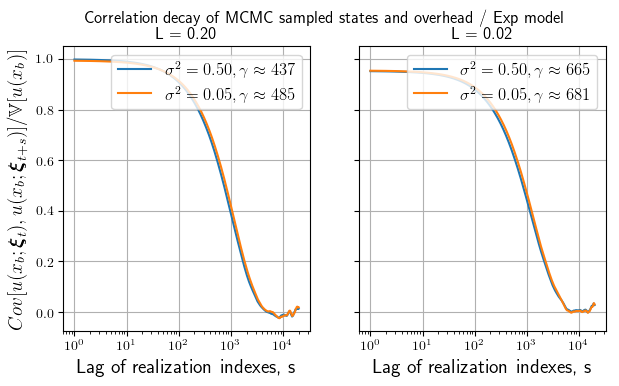 Correlation decay of MCMC sampled states and overhead / Exp model
L = 0.20
L = 0.02
Cov[u(x_b; ξ_t), u(x_b; ξ_{t+s})]/𝕍[u(x_b)]
1.0
0.8
0.6
0.4
0.2
0.0
σ² = 0.50, γ ≈ 437
σ² = 0.05, γ ≈ 485
σ² = 0.50, γ ≈ 665
σ² = 0.05, γ ≈ 681
10⁰ 10¹ 10² 10³ 10⁴
10⁰ 10¹ 10² 10³ 10⁴
Lag of realization indexes, s
Lag of realization indexes, s